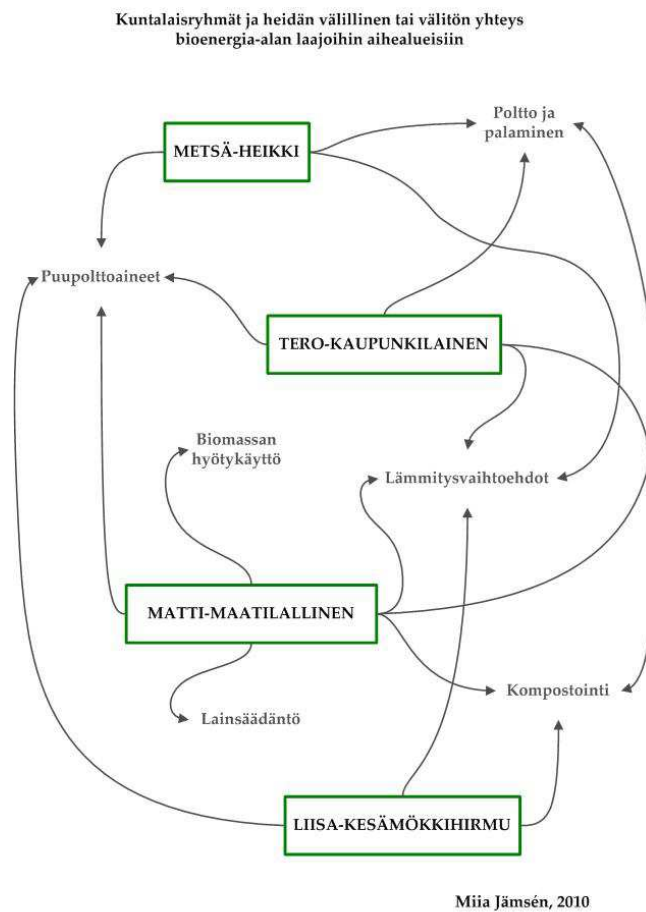 Kuntalaisryhmät ja heidän välillinen tai välitön yhteys
bioenergia-alan laajoihin aihealueisiin
Poltto ja
palaminen
METSÄ-HEIKKI
Puupolttoaineet
TERO-KAUPUNKILAINEN
Biomassan
hyötykäyttö
Lämmitysvaihtoehdot
MATTI-MAATILALLINEN
Kompostointi
Lainsäädäntö
LIISA-KESÄMÖKKIHIRMU
Miia Jämsén, 2010